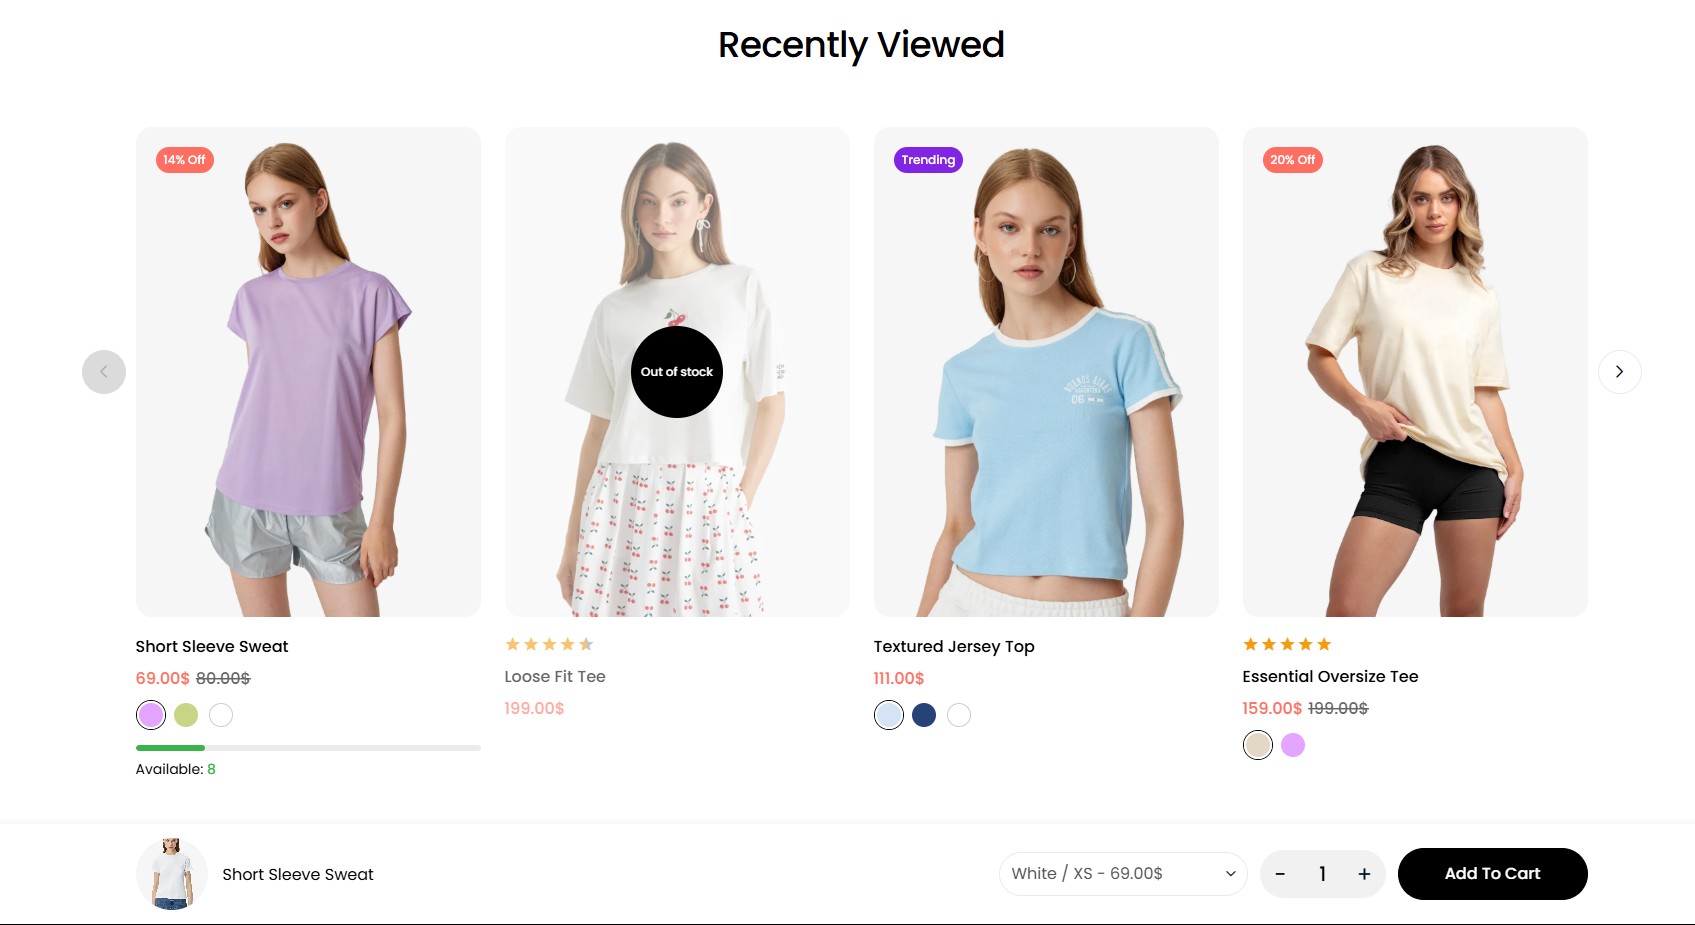 Recently Viewed
14% Off
Out of stock
Trending
20% Off
06
Short Sleeve Sweat
69.00$ 80.00$
Available: 8
Loose Fit Tee
199.00$
Textured Jersey Top
111.00$
Essential Oversize Tee
159.00$ 199.00$
Short Sleeve Sweat
White / XS - 69.00$
- 1 +
Add To Cart